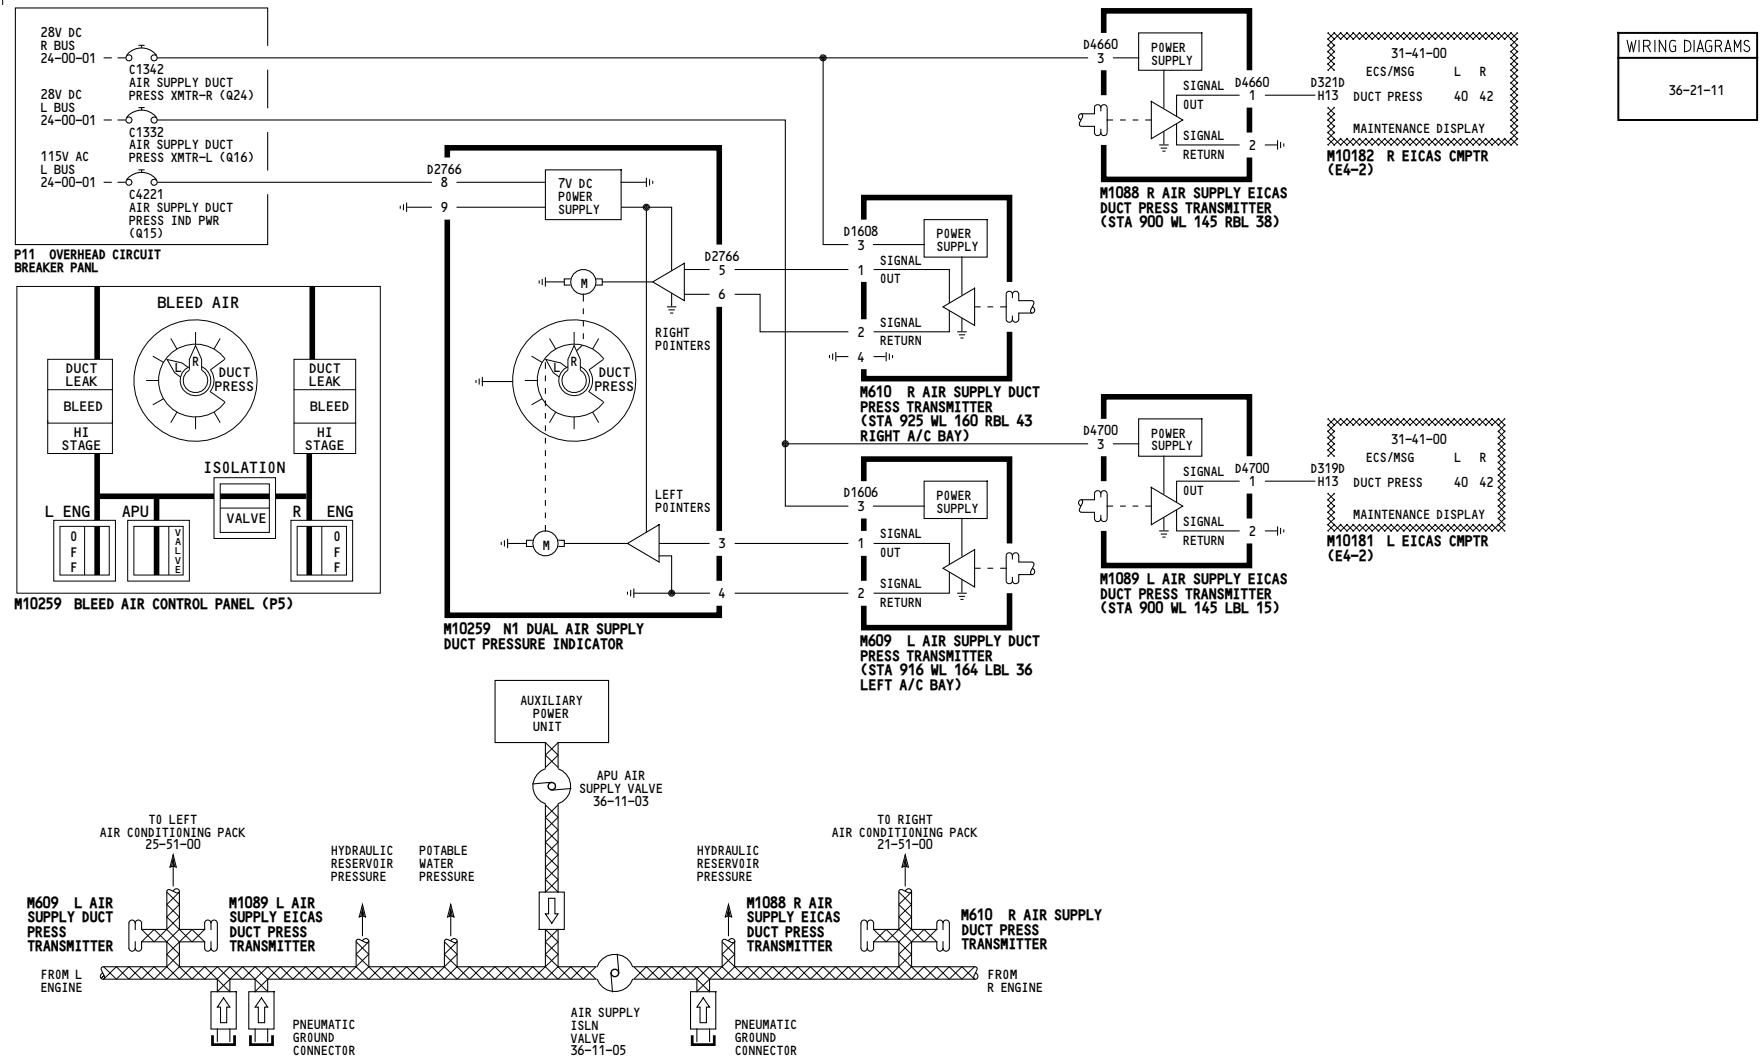 28V DC
R BUS
24-00-01
C1342
AIR SUPPLY DUCT
PRESS XMTR-R (Q24)
28V DC
L BUS
24-00-01
C1332
AIR SUPPLY DUCT
PRESS XMTR-L (Q16)
115V AC
L BUS
24-00-01
C4221
AIR SUPPLY DUCT
PRESS IND PWR
(Q15)
P11 OVERHEAD CIRCUIT
BREAKER PANL
BLEED AIR
DUCT
PRESS
L
R
DUCT
LEAK
BLEED
HI
STAGE
DUCT
LEAK
BLEED
HI
STAGE
ISOLATION
VALVE
L ENG
APU
R ENG
OFF
VALVE
OFF
M10259 BLEED AIR CONTROL PANEL (P5)
D2766
8
9
7V DC
POWER
SUPPLY
D2766
5
6
M
RIGHT
POINTERS
L
R
DUCT
PRESS
LEFT
POINTERS
M
3
4
M10259 N1 DUAL AIR SUPPLY
DUCT PRESSURE INDICATOR
D1608
3
POWER
SUPPLY
1
SIGNAL
OUT
2
SIGNAL
RETURN
4
M610 R AIR SUPPLY DUCT
PRESS TRANSMITTER
(STA 925 WL 160 RBL 43
RIGHT A/C BAY)
D1606
3
POWER
SUPPLY
1
SIGNAL
OUT
SIGNAL
2
RETURN
M609 L AIR SUPPLY DUCT
PRESS TRANSMITTER
(STA 916 WL 164 LBL 36
LEFT A/C BAY)
D4660
3
POWER
SUPPLY
SIGNAL
OUT
D4660
1
SIGNAL
RETURN
2
M1088 R AIR SUPPLY EICAS
DUCT PRESS TRANSMITTER
(STA 900 WL 145 RBL 38)
D321D
H13
31-41-00
ECS/MSG L R
DUCT PRESS 40 42
MAINTENANCE DISPLAY
M10182 R EICAS CMPTR
(E4-2)
D4700
3
POWER
SUPPLY
SIGNAL
OUT
D4700
1
SIGNAL
RETURN
2
M1089 L AIR SUPPLY EICAS
DUCT PRESS TRANSMITTER
(STA 900 WL 145 LBL 15)
D319D
H13
31-41-00
ECS/MSG L R
DUCT PRESS 40 42
MAINTENANCE DISPLAY
M10181 L EICAS CMPTR
(E4-2)
WIRING DIAGRAMS
36-21-11
AUXILIARY
POWER
UNIT
APU AIR
SUPPLY VALVE
36-11-03
TO LEFT
AIR CONDITIONING PACK
25-51-00
HYDRAULIC
RESERVOIR
PRESSURE
POTABLE
WATER
PRESSURE
HYDRAULIC
RESERVOIR
PRESSURE
TO RIGHT
AIR CONDITIONING PACK
21-51-00
M609 L AIR
SUPPLY DUCT
PRESS
TRANSMITTER
M1089 L AIR
SUPPLY EICAS
DUCT PRESS
TRANSMITTER
M1088 R AIR
SUPPLY EICAS
DUCT PRESS
TRANSMITTER
M610 R AIR SUPPLY
DUCT PRESS
TRANSMITTER
FROM L
ENGINE
FROM
R ENGINE
PNEUMATIC
GROUND
CONNECTOR
AIR SUPPLY
ISLN
VALVE
36-11-05
PNEUMATIC
GROUND
CONNECTOR